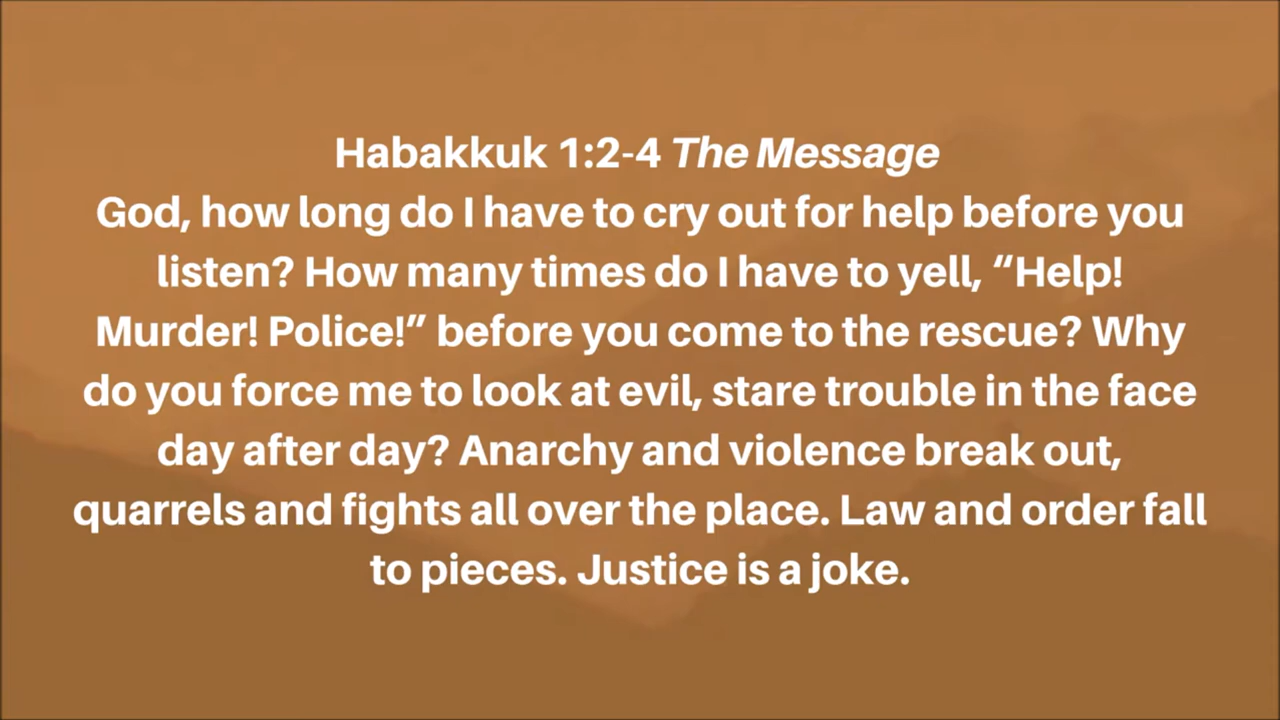 Habakkuk 1:2-4 The Message
God, how long do I have to cry out for help before you
listen? How many times do I have to yell, “Help!
Murder! Police!” before you come to the rescue? Why
do you force me to look at evil, stare trouble in the face
day after day? Anarchy and violence break out,
quarrels and fights all over the place. Law and order fall
to pieces. Justice is a joke.